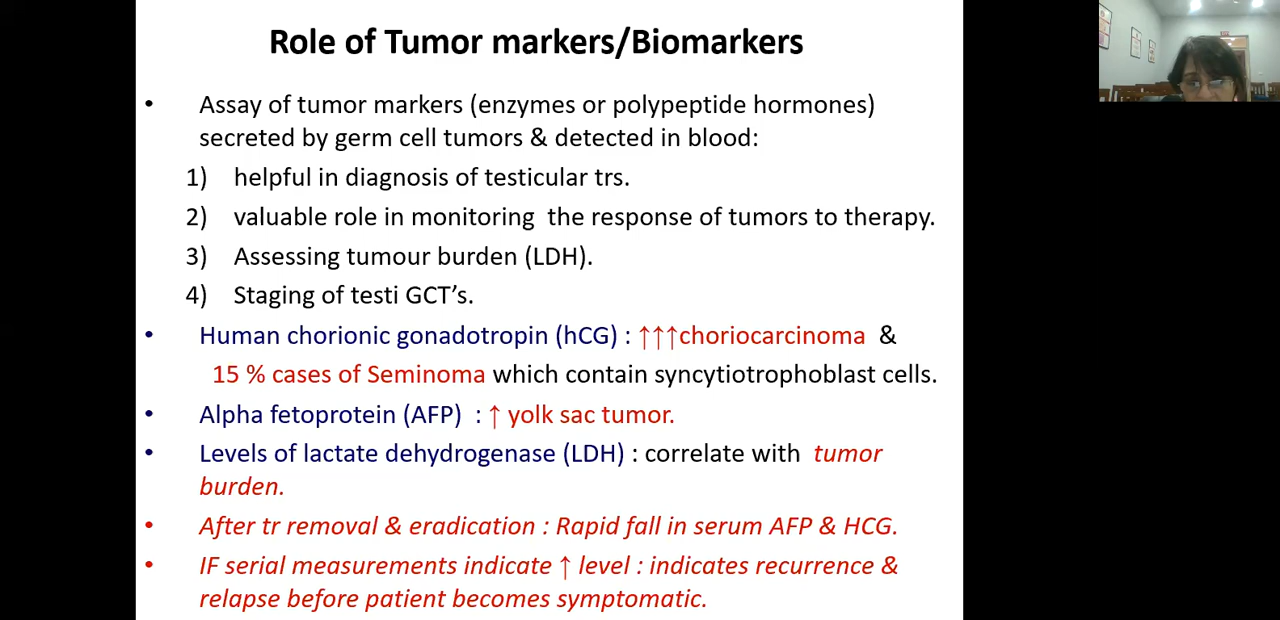 Role of Tumor markers/Biomarkers
• Assay of tumor markers (enzymes or polypeptide hormones)
secreted by germ cell tumors & detected in blood:
1) helpful in diagnosis of testicular trs.
2) valuable role in monitoring the response of tumors to therapy.
3) Assessing tumour burden (LDH).
4) Staging of testi GCT’s.
• Human chorionic gonadotropin (hCG) : ↑↑↑choriocarcinoma &
15 % cases of Seminoma which contain syncytiotrophoblast cells.
• Alpha fetoprotein (AFP) : ↑ yolk sac tumor.
• Levels of lactate dehydrogenase (LDH) : correlate with tumor
burden.
• After tr removal & eradication : Rapid fall in serum AFP & HCG.
• IF serial measurements indicate ↑ level : indicates recurrence &
relapse before patient becomes symptomatic.